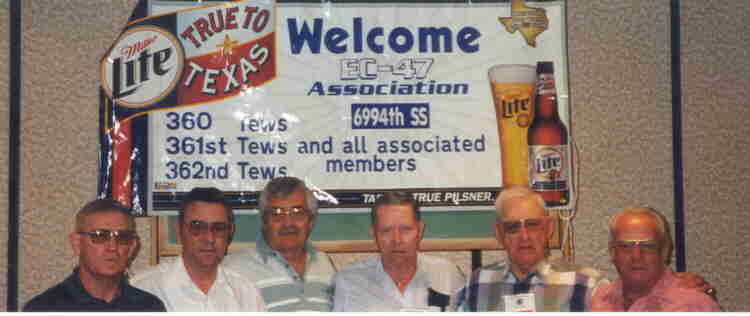 Miller
Lite
TRUE TO
TEXAS
Welcome
EC-47
Association
6994th SS
360 Tews
361st Tews and all associated
362nd Tews members
Lite
Lite
TRUE PILSNER.